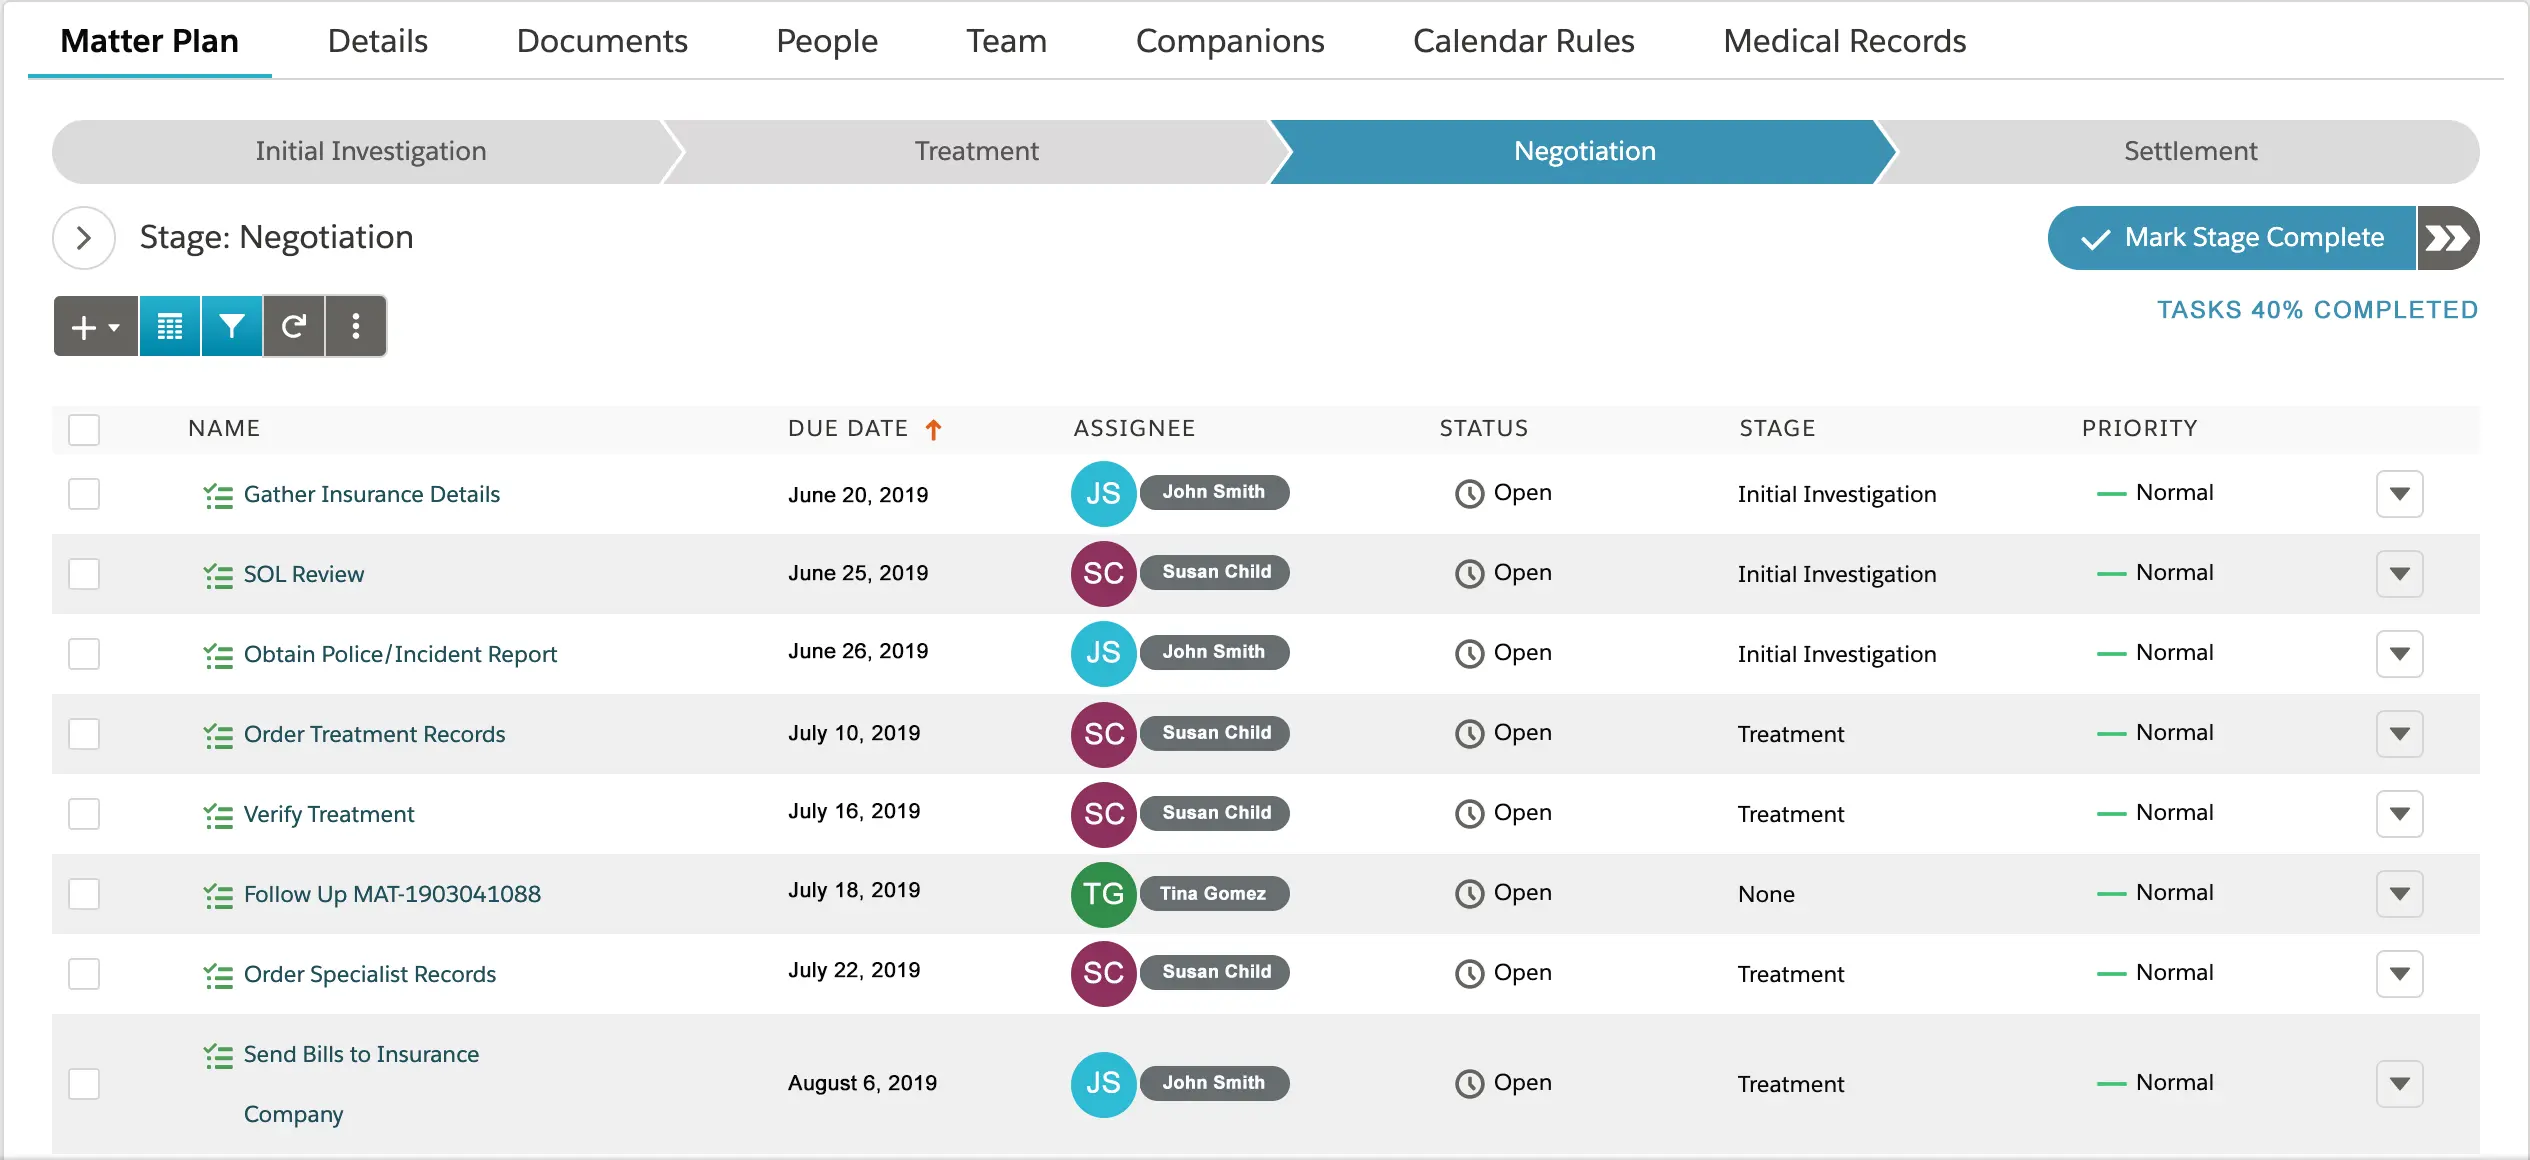 Matter Plan Details Documents People Team Companions Calendar Rules Medical Records
Initial Investigation Treatment Negotiation Settlement
Stage: Negotiation Mark Stage Complete
TASKS 40% COMPLETED
NAME DUE DATE ASSIGNEE STATUS STAGE PRIORITY
Gather Insurance Details June 20, 2019 JS John Smith Open Initial Investigation Normal
SOL Review June 25, 2019 SC Susan Child Open Initial Investigation Normal
Obtain Police/Incident Report June 26, 2019 JS John Smith Open Initial Investigation Normal
Order Treatment Records July 10, 2019 SC Susan Child Open Treatment Normal
Verify Treatment July 16, 2019 SC Susan Child Open Treatment Normal
Follow Up MAT-1903041088 July 18, 2019 TG Tina Gomez Open None Normal
Order Specialist Records July 22, 2019 SC Susan Child Open Treatment Normal
Send Bills to Insurance
Company August 6, 2019 JS John Smith Open Treatment Normal